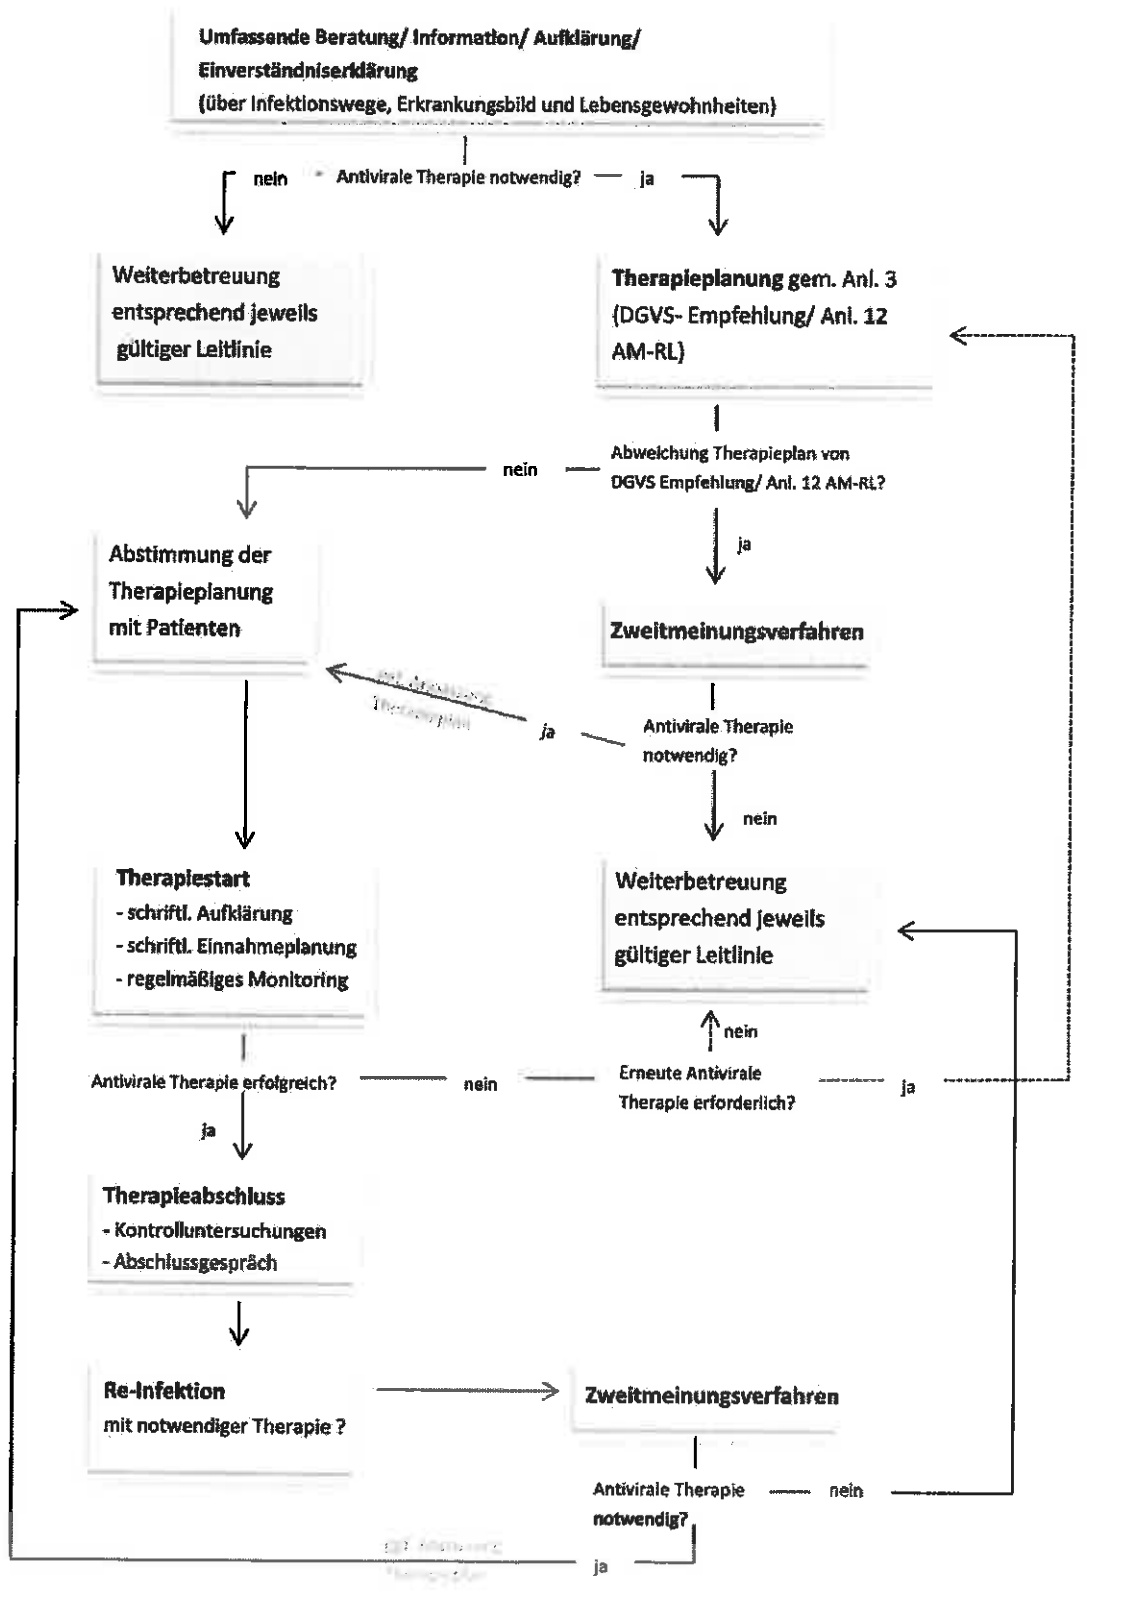 Umfassende Beratung/ Information/ Aufklärung/
Einverständniserklärung
(über Infektionswege, Erkrankungsbild und Lebensgewohnheiten)
nein
Antivirale Therapie notwendig?
ja
Weiterbetreuung
entsprechend jeweils
gültiger Leitlinie
Therapieplanung gem. Anl. 3
(DGVS- Empfehlung/ Anl. 12
AM-RL)
Abweichung Therapieplan von
DGVS Empfehlung/ Anl. 12 AM-RL?
nein
ja
Abstimmung der
Therapieplanung
mit Patienten
Zweitmeinungsverfahren
Therapieplan
ja
Antivirale Therapie
notwendig?
nein
Therapiestart
- schriftl. Aufklärung
- schriftl. Einnahmeplanung
- regelmäßiges Monitoring
Weiterbetreuung
entsprechend jeweils
gültiger Leitlinie
nein
Antivirale Therapie erfolgreich?
nein
Erneute Antivirale
Therapie erforderlich?
ja
ja
Therapieabschluss
- Kontrolluntersuchungen
- Abschlussgespräch
Re-Infektion
mit notwendiger Therapie ?
Zweitmeinungsverfahren
Antivirale Therapie
notwendig?
nein
ja